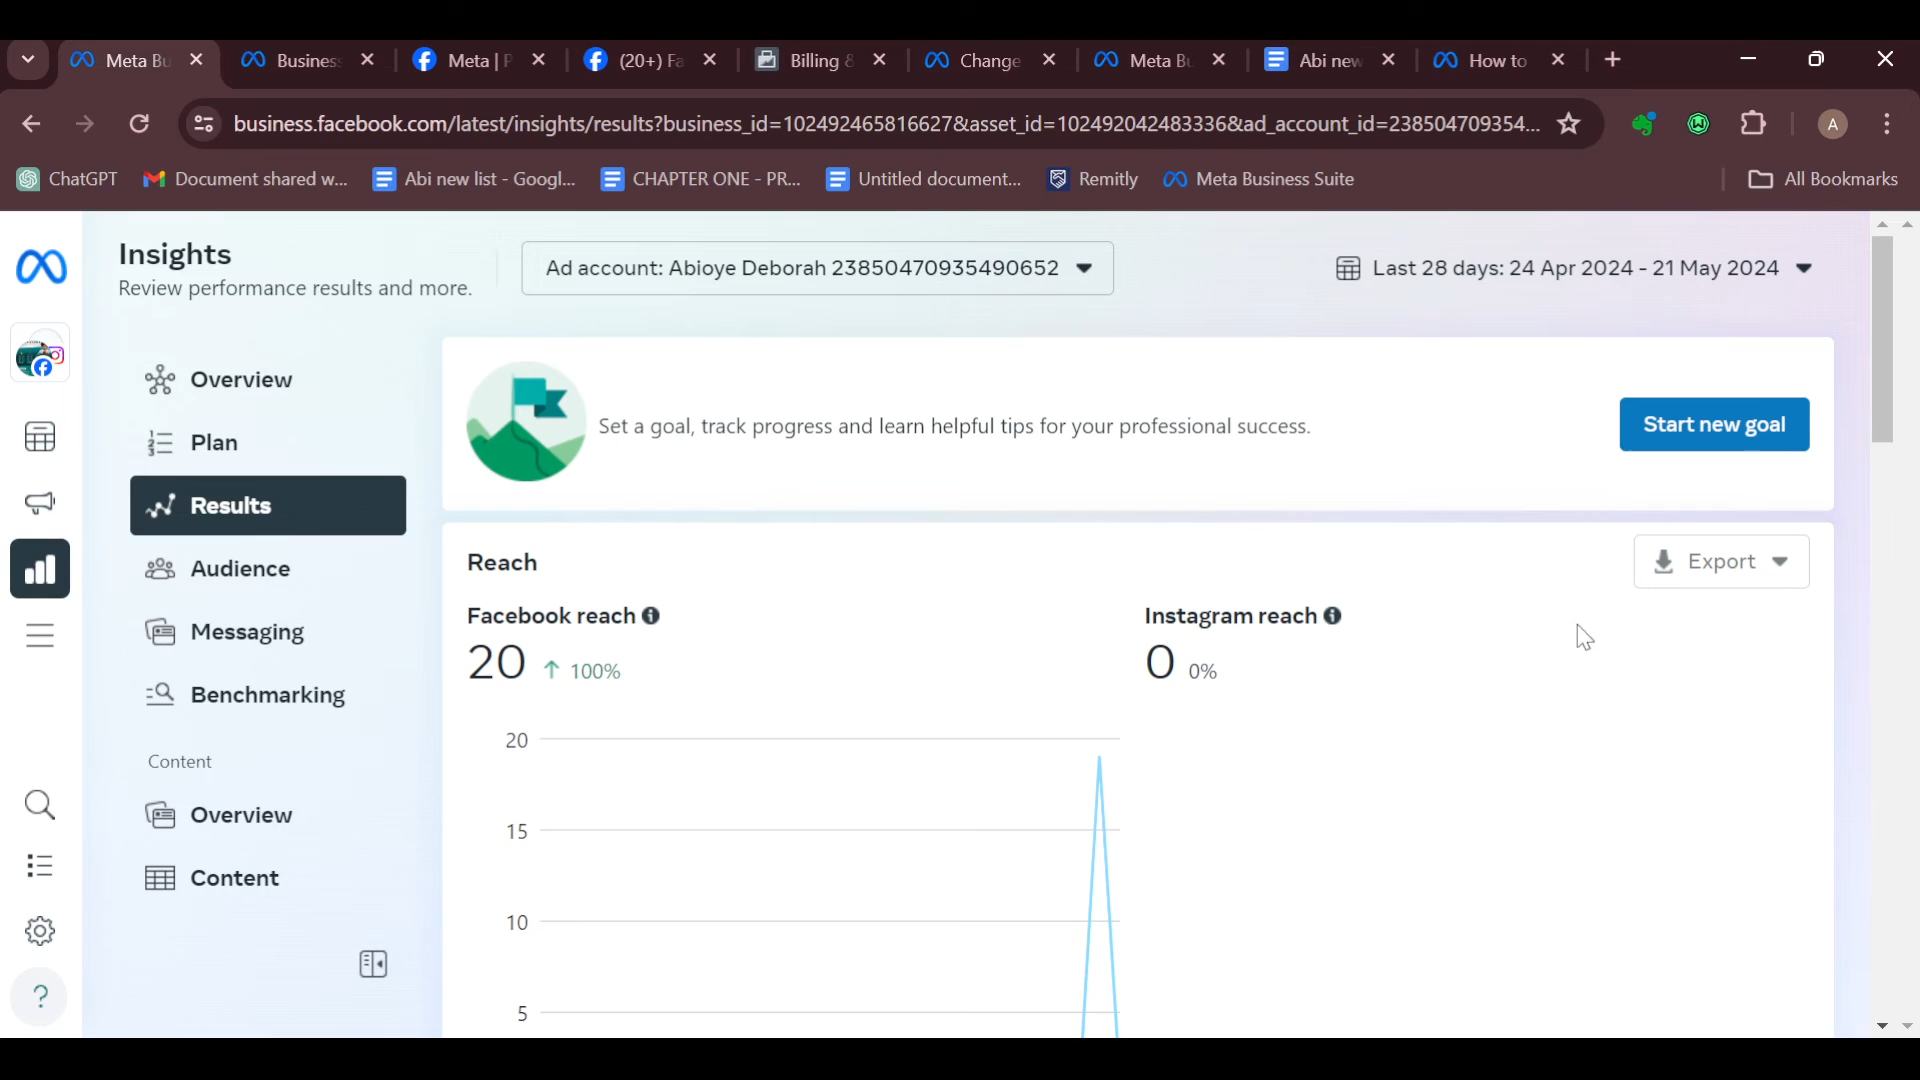 Meta Bu
Business
Meta | P
(20+) Fa
Billing &
Change
Meta Bu
Abi new
How to
business.facebook.com/latest/insights/results?business_id=102492465816627&asset_id=102492042483336&ad_account_id=238504709354...
A
ChatGPT
Document shared w...
Abi new list - Googl...
CHAPTER ONE - PR...
Untitled document...
Remitly
Meta Business Suite
All Bookmarks
Insights
Review performance results and more.
Ad account: Abioye Deborah 23850470935490652
Last 28 days: 24 Apr 2024 - 21 May 2024
Overview
Plan
Results
Audience
Messaging
Benchmarking
Content
Overview
Content
?
Set a goal, track progress and learn helpful tips for your professional success.
Start new goal
Reach
Export
Facebook reach
20 ↑ 100%
Instagram reach
0 0%
20
15
10
5